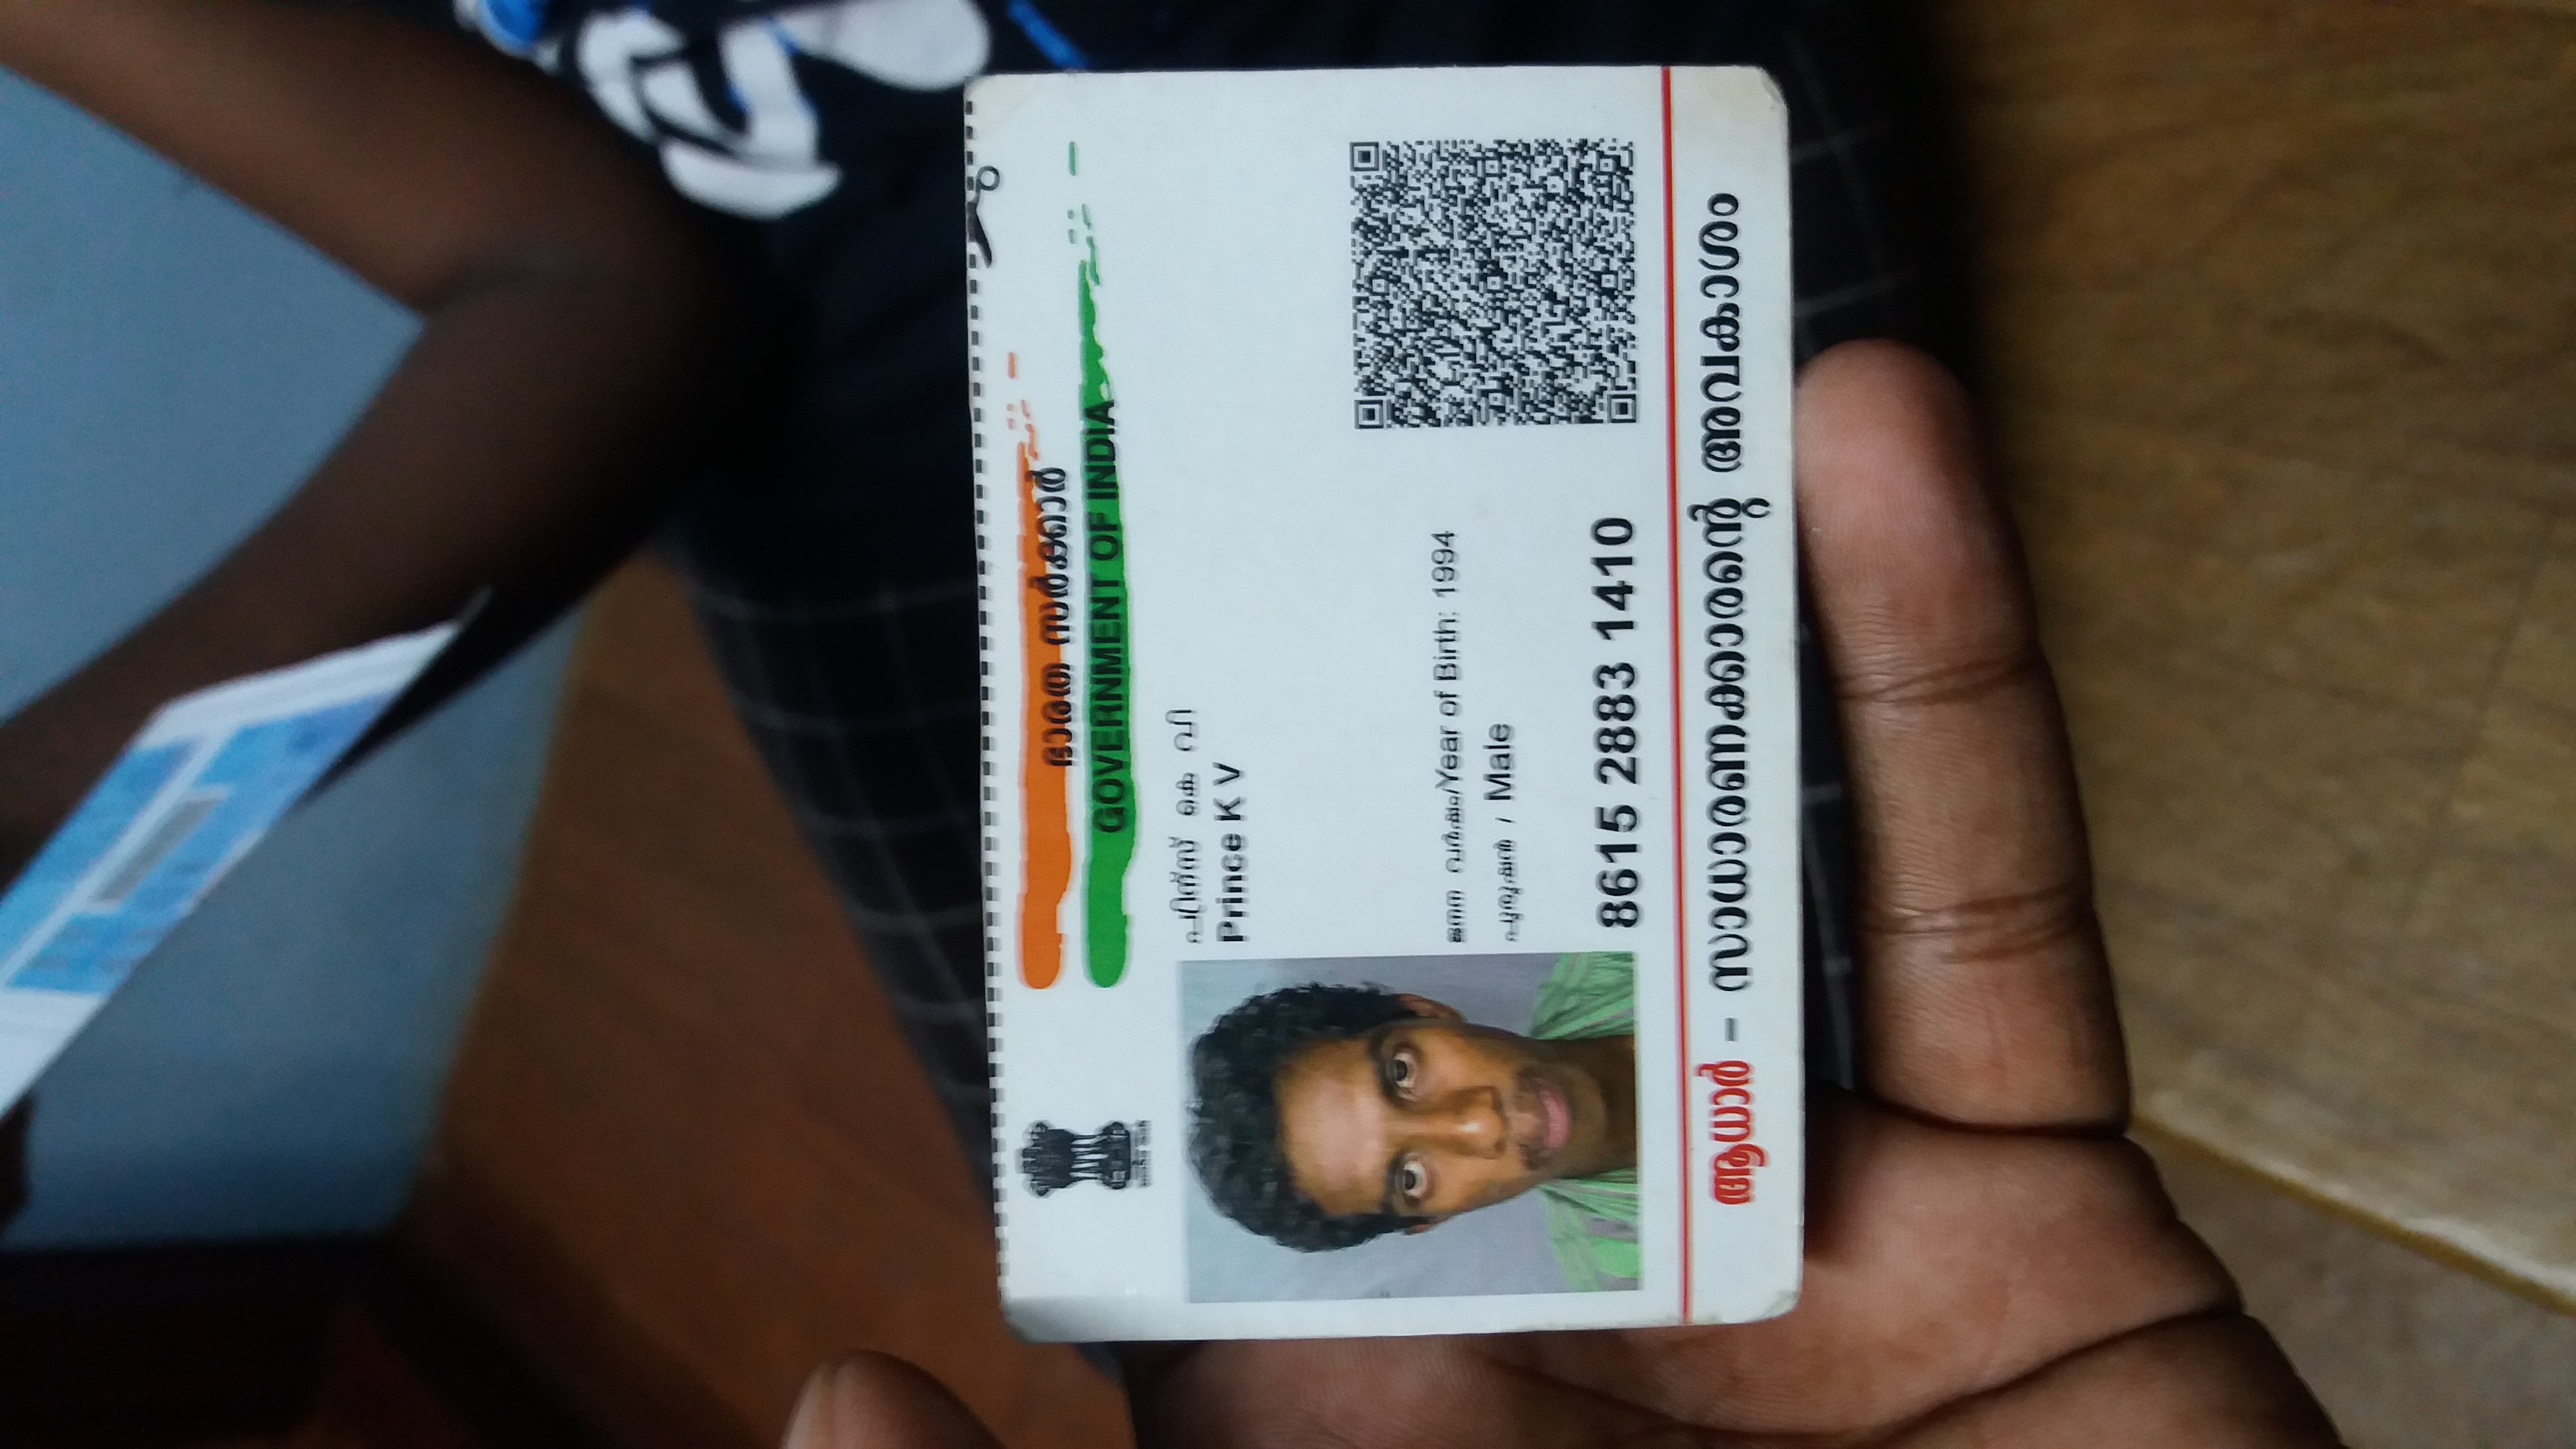 ഭാരത സർക്കാർ
GOVERNMENT OF INDIA
പ്രിന്സ് കെ വി
Prince K V
ജനന വർഷം/Year of Birth: 1994
പുരുഷൻ / Male
8615 2883 1410
ആധാർ – സാധാരണക്കാരന്റെ അവകാശം